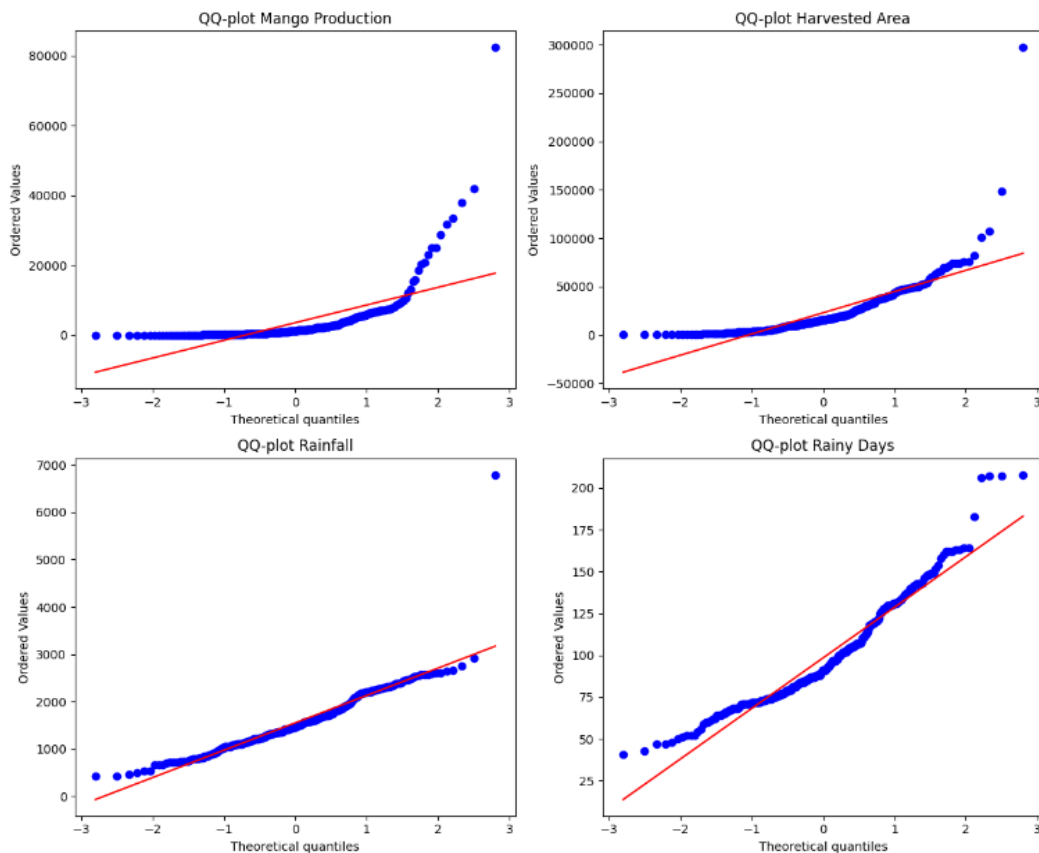 QQ-plot Mango Production
80000
60000
40000
20000
0
Ordered Values
−3 −2 −1 0 1 2 3
Theoretical quantiles
QQ-plot Harvested Area
300000
250000
200000
150000
100000
50000
0
−50000
Ordered Values
−3 −2 −1 0 1 2 3
Theoretical quantiles
QQ-plot Rainfall
7000
6000
5000
4000
3000
2000
1000
0
Ordered Values
−3 −2 −1 0 1 2 3
Theoretical quantiles
QQ-plot Rainy Days
200
175
150
125
100
75
50
25
Ordered Values
−3 −2 −1 0 1 2 3
Theoretical quantiles